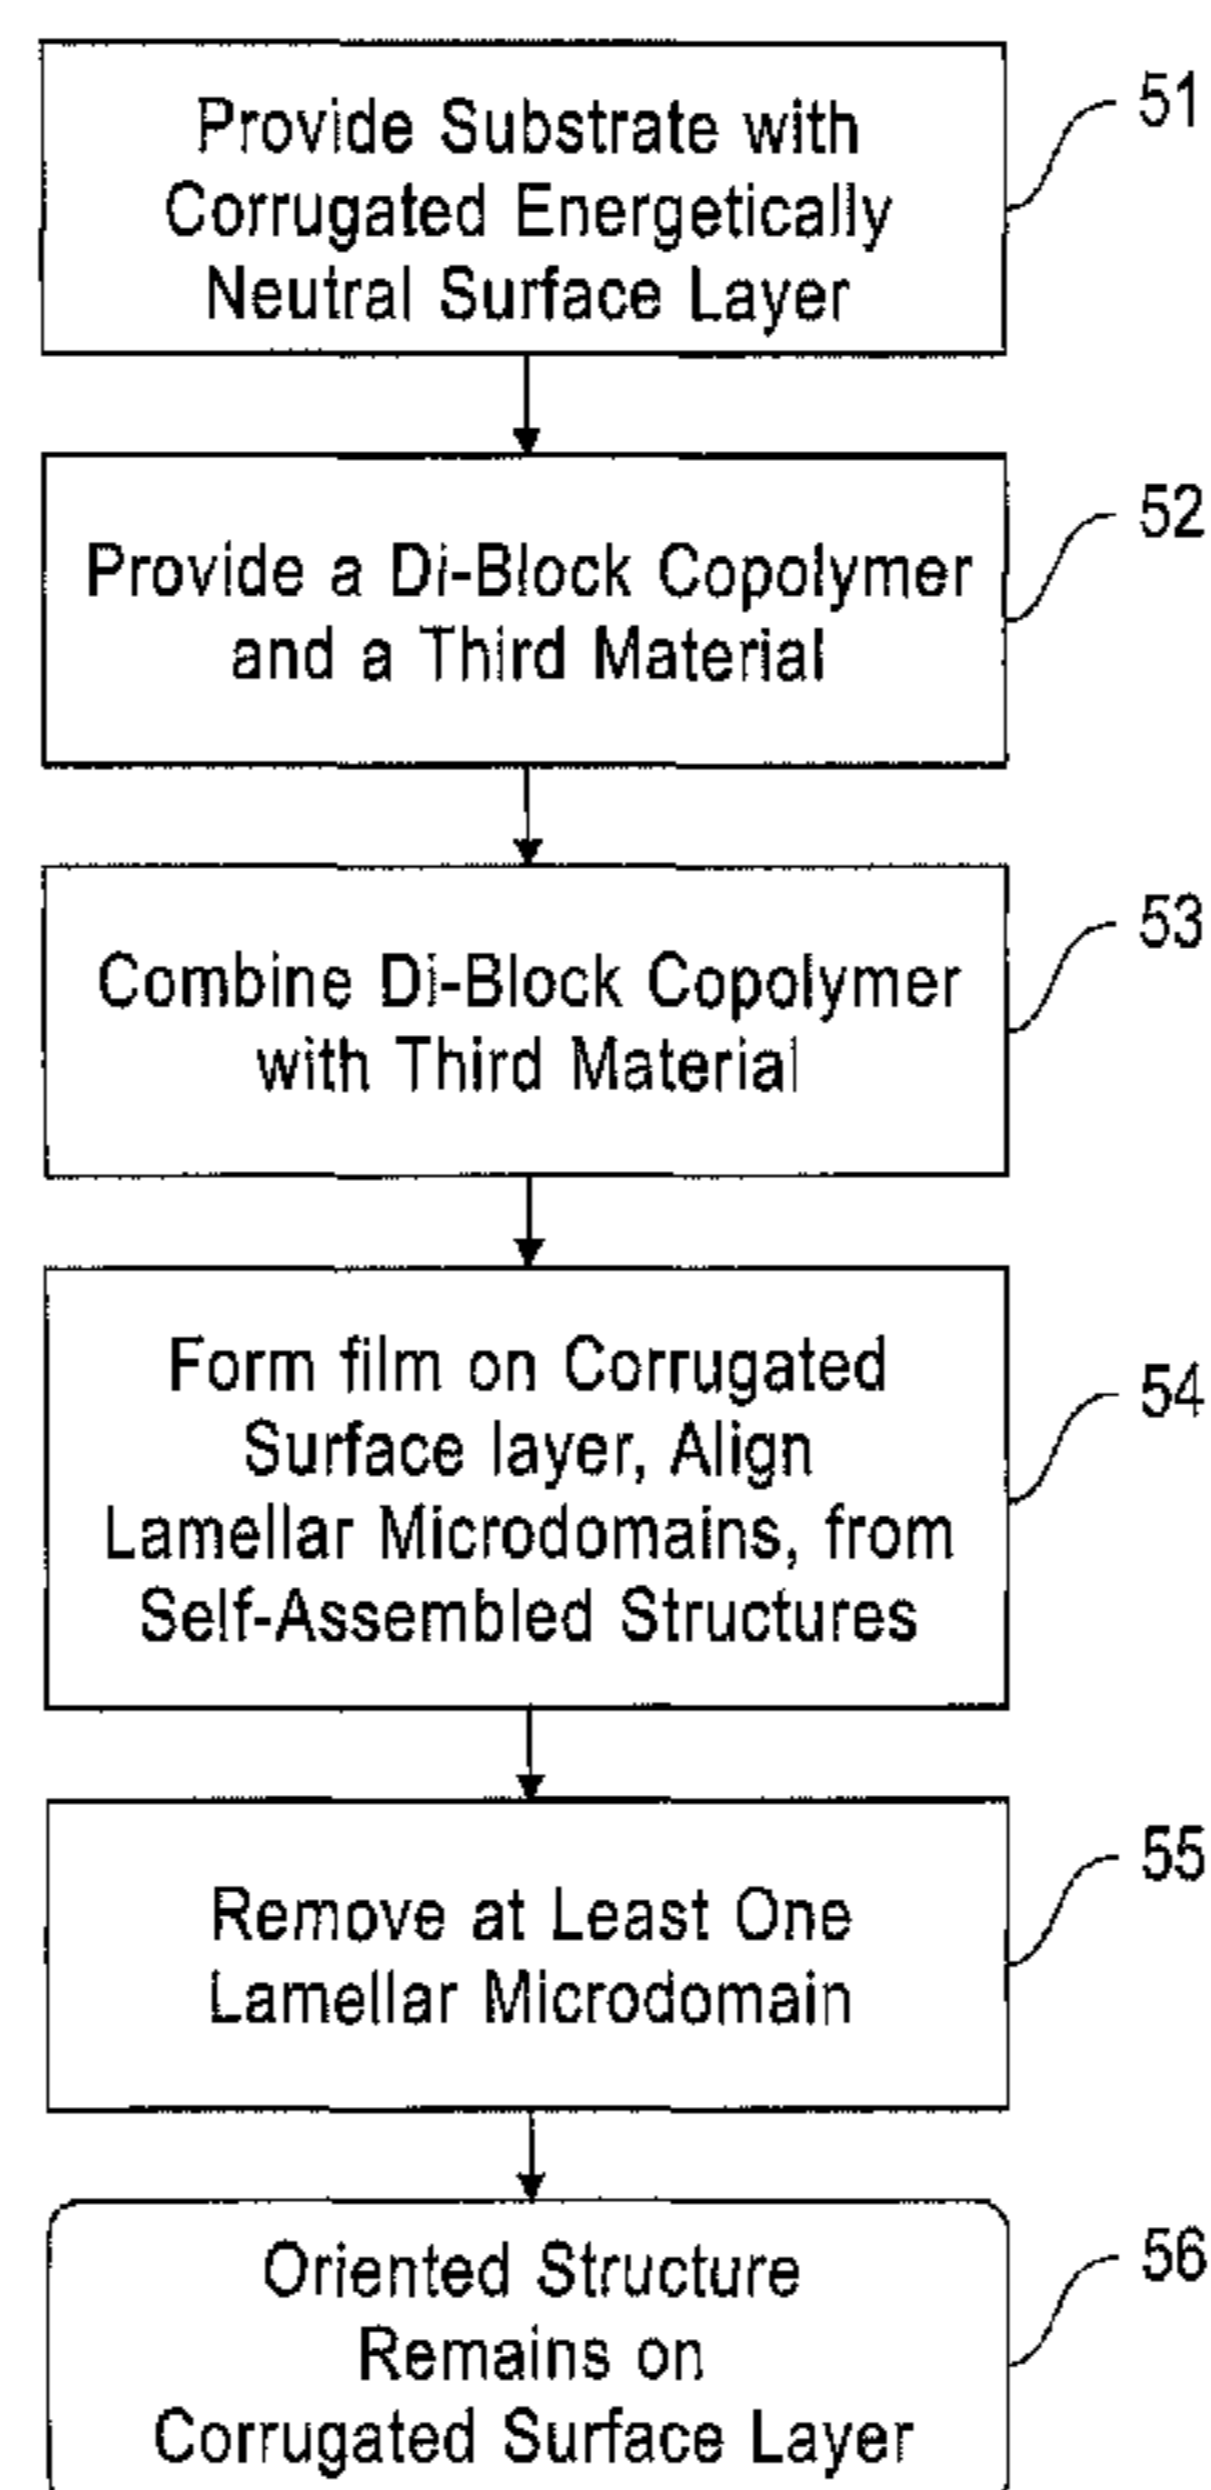 Provide Substrate with
Corrugated Energetically
Neutral Surface Layer
51
Provide a Di-Block Copolymer
and a Third Material
52
Combine Di-Block Copolymer
with Third Material
53
Form film on Corrugated
Surface layer, Align
Lamellar Microdomains, from
Self-Assembled Structures
54
Remove at Least One
Lamellar Microdomain
55
Oriented Structure
Remains on
Corrugated Surface Layer
56